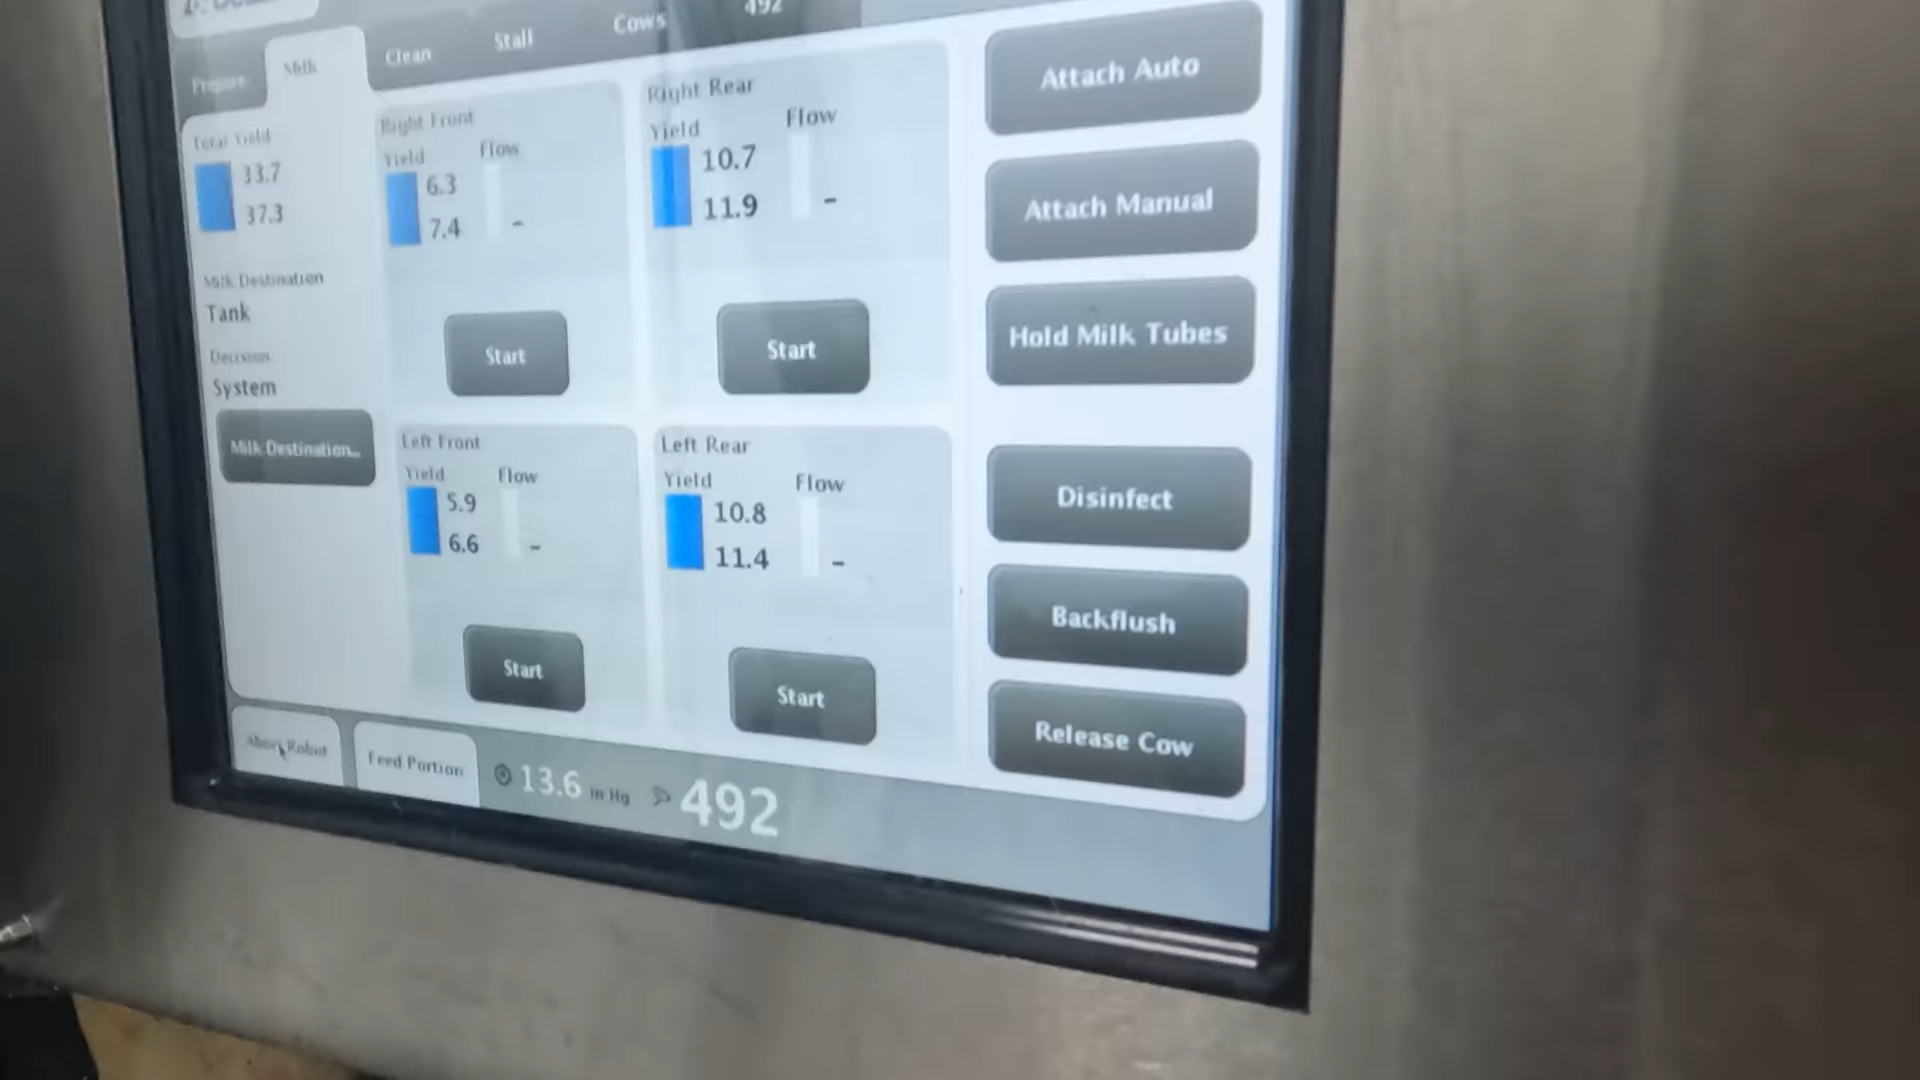 492
Prepare
Milk
Clean
Stall
Cows
Total Yield
33.7
37.3
Milk Destination
Tank
Decision
System
Milk Destination...
Right Front
Yield
Flow
6.3
7.4
-
Start
Right Rear
Yield
Flow
10.7
11.9
-
Start
Left Front
Yield
Flow
5.9
6.6
-
Start
Left Rear
Yield
Flow
10.8
11.4
-
Start
Attach Auto
Attach Manual
Hold Milk Tubes
Disinfect
Backflush
Release Cow
Abort Robot
Feed Portion
13.6 in Hg
492